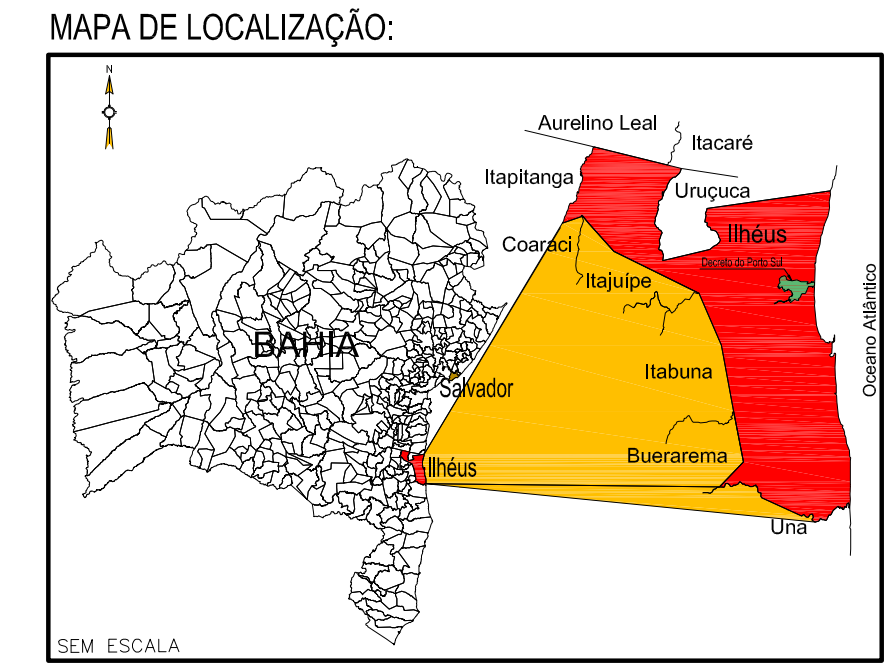 MAPA DE LOCALIZAÇÃO:
N
Aurelino Leal
Itacaré
Itapitanga
Uruçuca
Coaraci
Ilhéus
Decreto do Porto Sul
Itajuípe
Oceano Atlântico
BAHIA
Salvador
Itabuna
Buerarema
Ilhéus
Una
SEM ESCALA